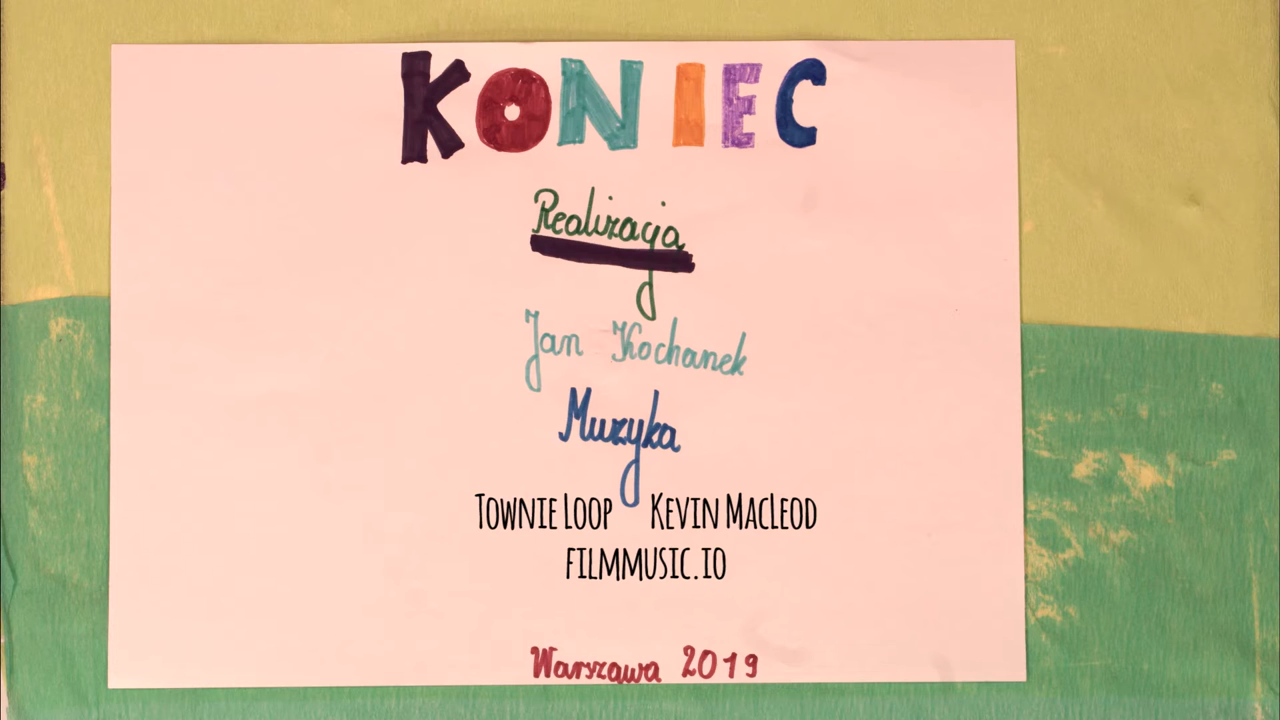 KONIEC
Realizacja
Jan Kochanek
Muzyka
Townie Loop Kevin MacLeod
filmmusic.io
Warszawa 2019